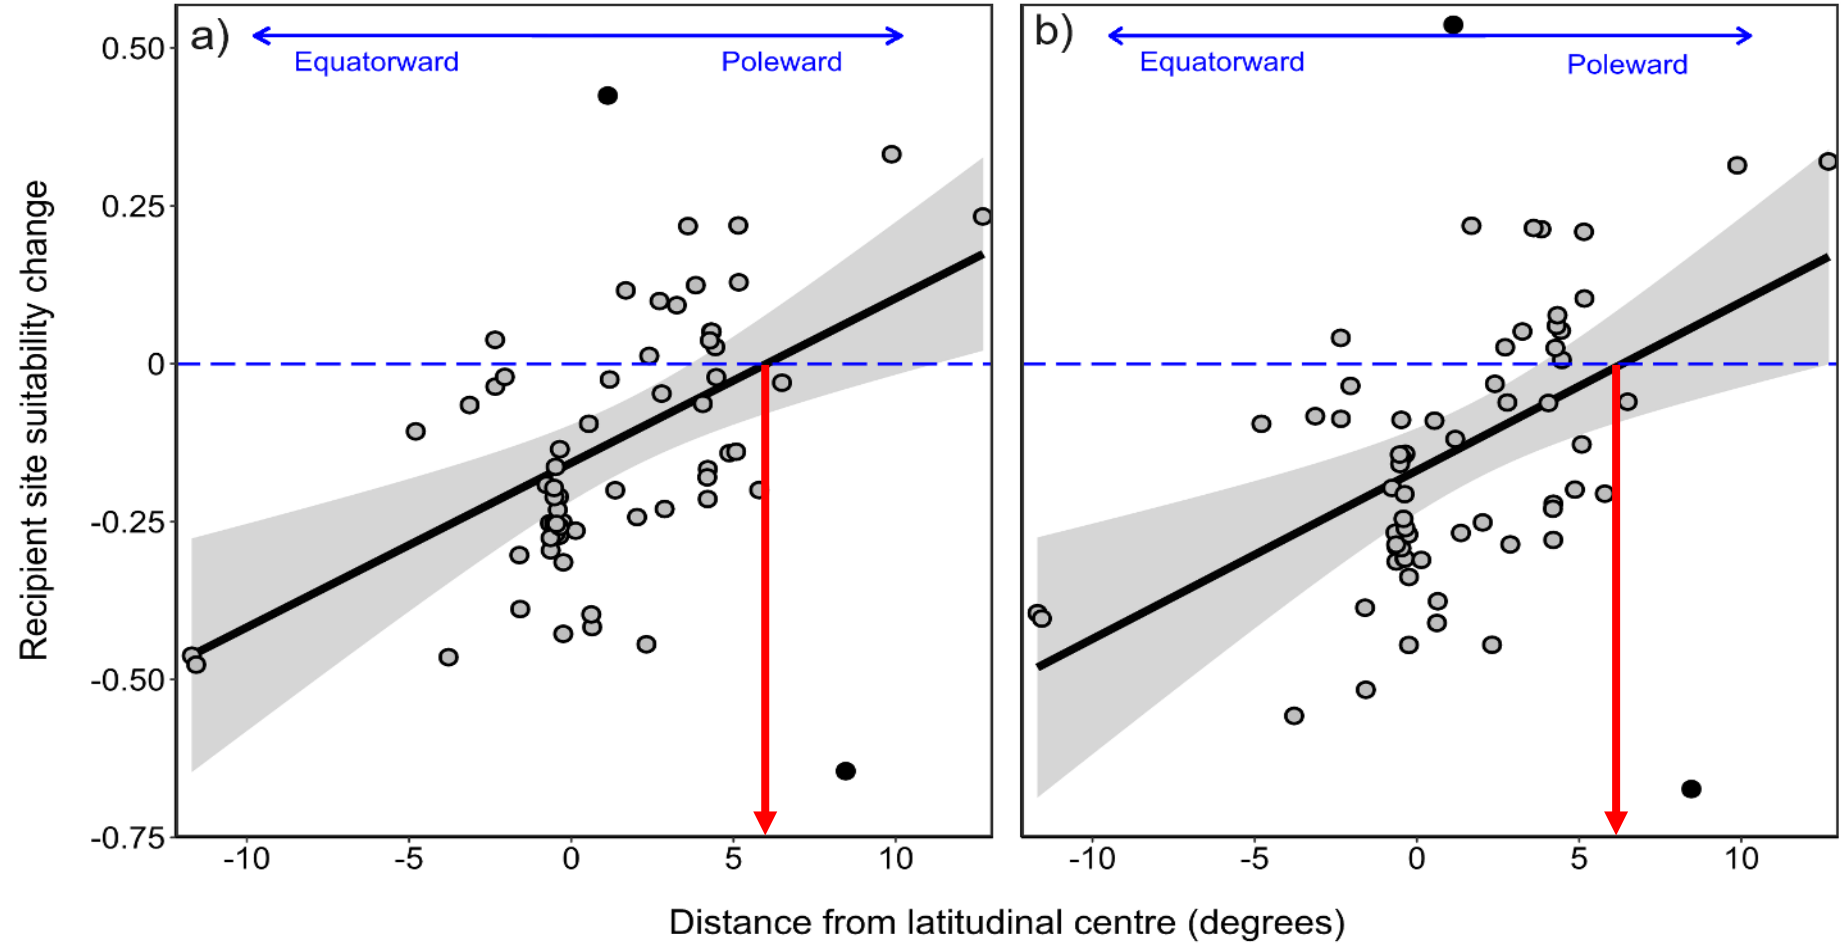 a)
Equatorward
Poleward
b)
Equatorward
Poleward
Recipient site suitability change
0.50
0.25
0
-0.25
-0.50
-0.75
-10 -5 0 5 10
-10 -5 0 5 10
Distance from latitudinal centre (degrees)